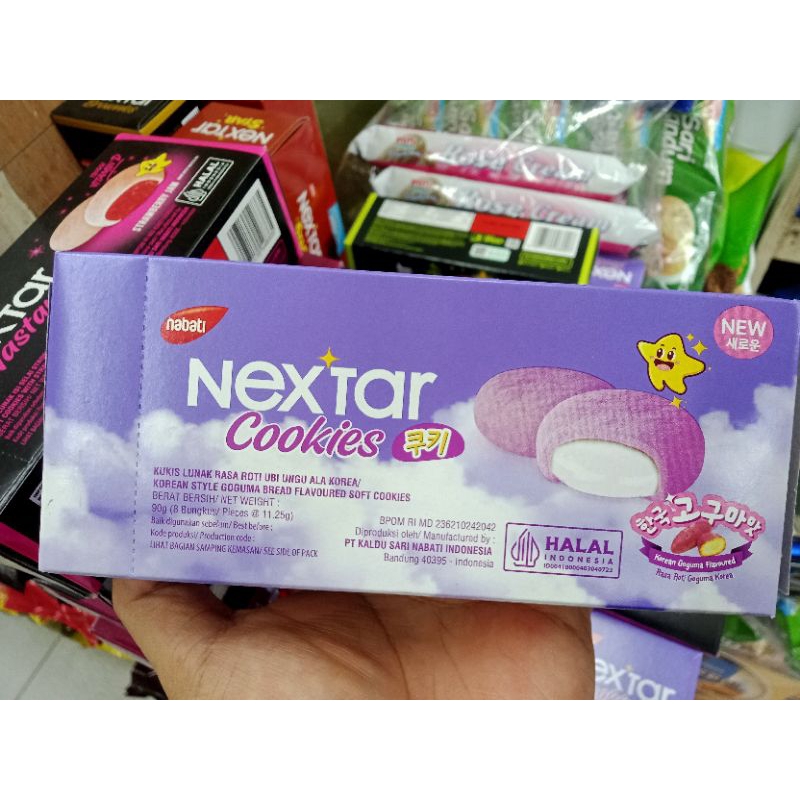 nabati
NexTar
Cookies 쿠키
NEW
새로운
KUKIS LUNAK RASA ROTI UBI UNGU ALA KOREA/
KOREAN STYLE GOGUMA BREAD FLAVOURED SOFT COOKIES
BERAT BERSIH/ NET WEIGHT :
90g (8 Bungkus/ Pieces @ 11.25g)
Baik digunakan sebelum/Best before :
Kode produksi/ Production code :
LIHAT BAGIAN SAMPING KEMASAN/ SEE SIDE OF PACK
BPOM RI MD 236210242042
Diproduksi oleh/ Manufactured by :
PT KALDU SARI NABATI INDONESIA
Bandung 40395 - Indonesia
HALAL
INDONESIA
한국 고구마맛
Korean Goguma Flavoured
Rasa Roti Goguma Korea
STRAWBERRY JAM
HALAL
NEXTAR
STAR
NEXTAR